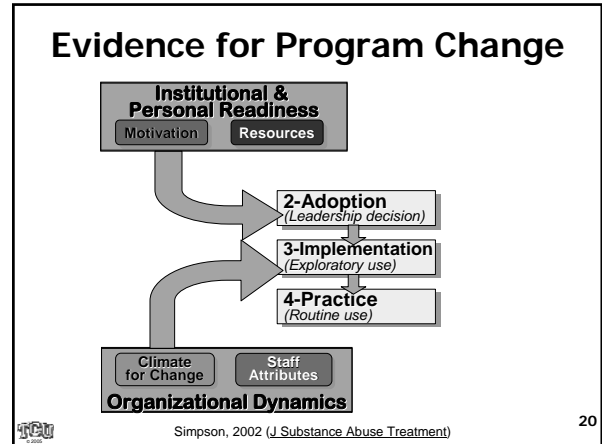 Evidence for Program Change
Institutional &
Personal Readiness
Motivation
Resources
2-Adoption
(Leadership decision)
3-Implementation
(Exploratory use)
4-Practice
(Routine use)
Climate
for Change
Staff
Attributes
Organizational Dynamics
TCU
© 2005
Simpson, 2002 (J Substance Abuse Treatment)
20